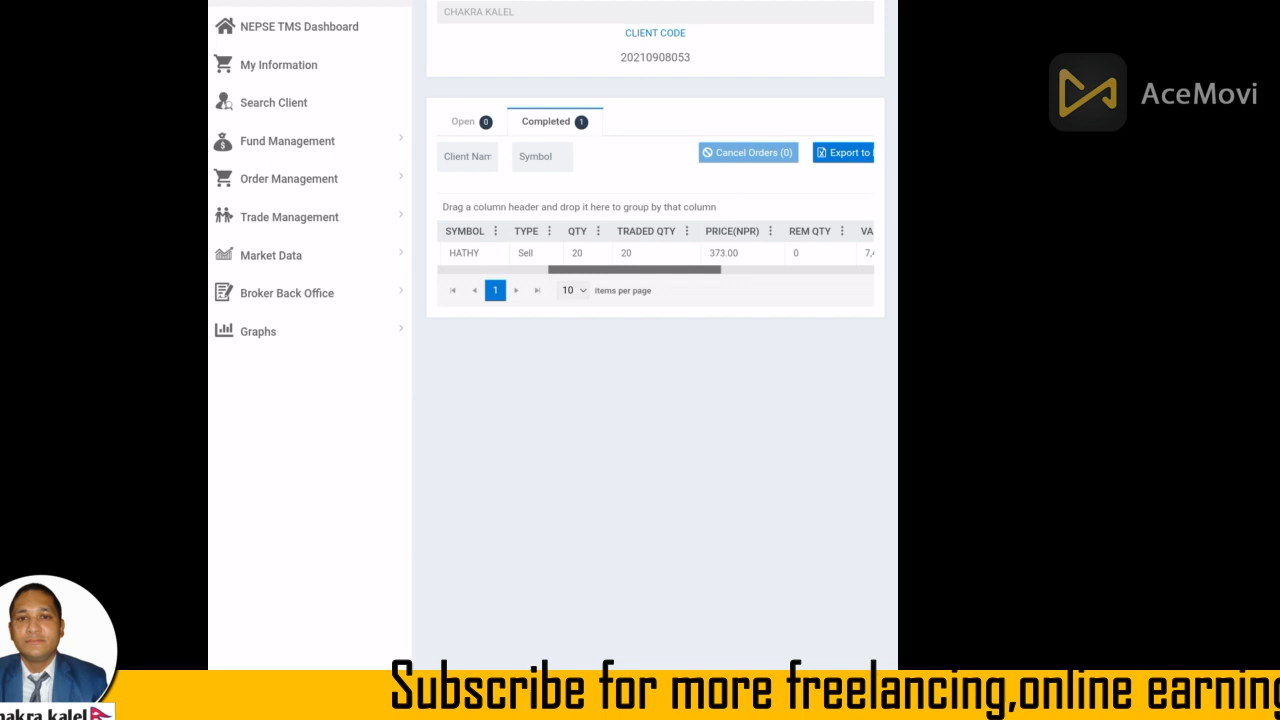 CHAKRA KALEL
CLIENT CODE
20210908053
NEPSE TMS Dashboard
My Information
Search Client
Fund Management
Order Management
Trade Management
Market Data
Broker Back Office
Graphs
Open 0 Completed 1
Client Nam Symbol Cancel Orders (0) Export to
Drag a column header and drop it here to group by that column
SYMBOL TYPE QTY TRADED QTY PRICE(NPR) REM QTY VA
HATHY Sell 20 20 373.00 0 7,4
1 10 items per page
AceMovi
Subscribe for more freelancing,online earning
hakra kalel